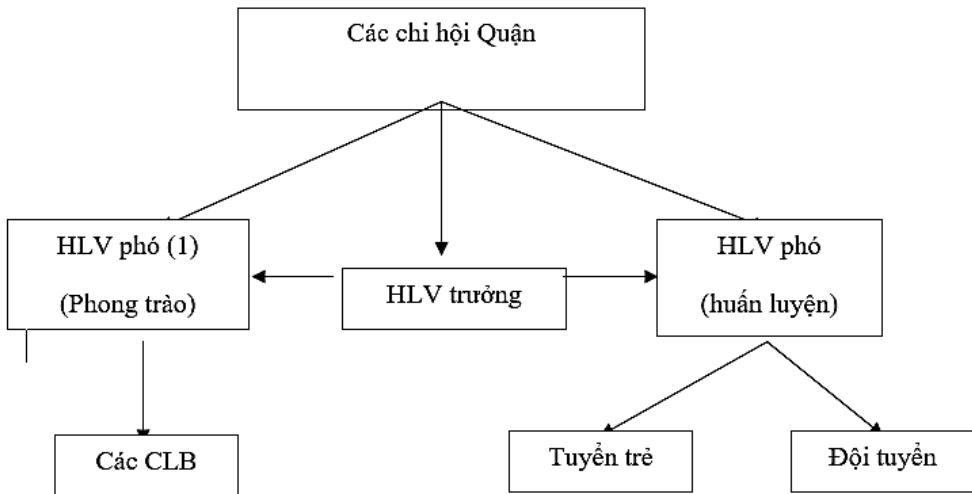 Các chi hội Quận
HLV phó (1)
(Phong trào)
HLV trưởng
HLV phó
(huấn luyện)
Các CLB
Tuyển trẻ
Đội tuyển